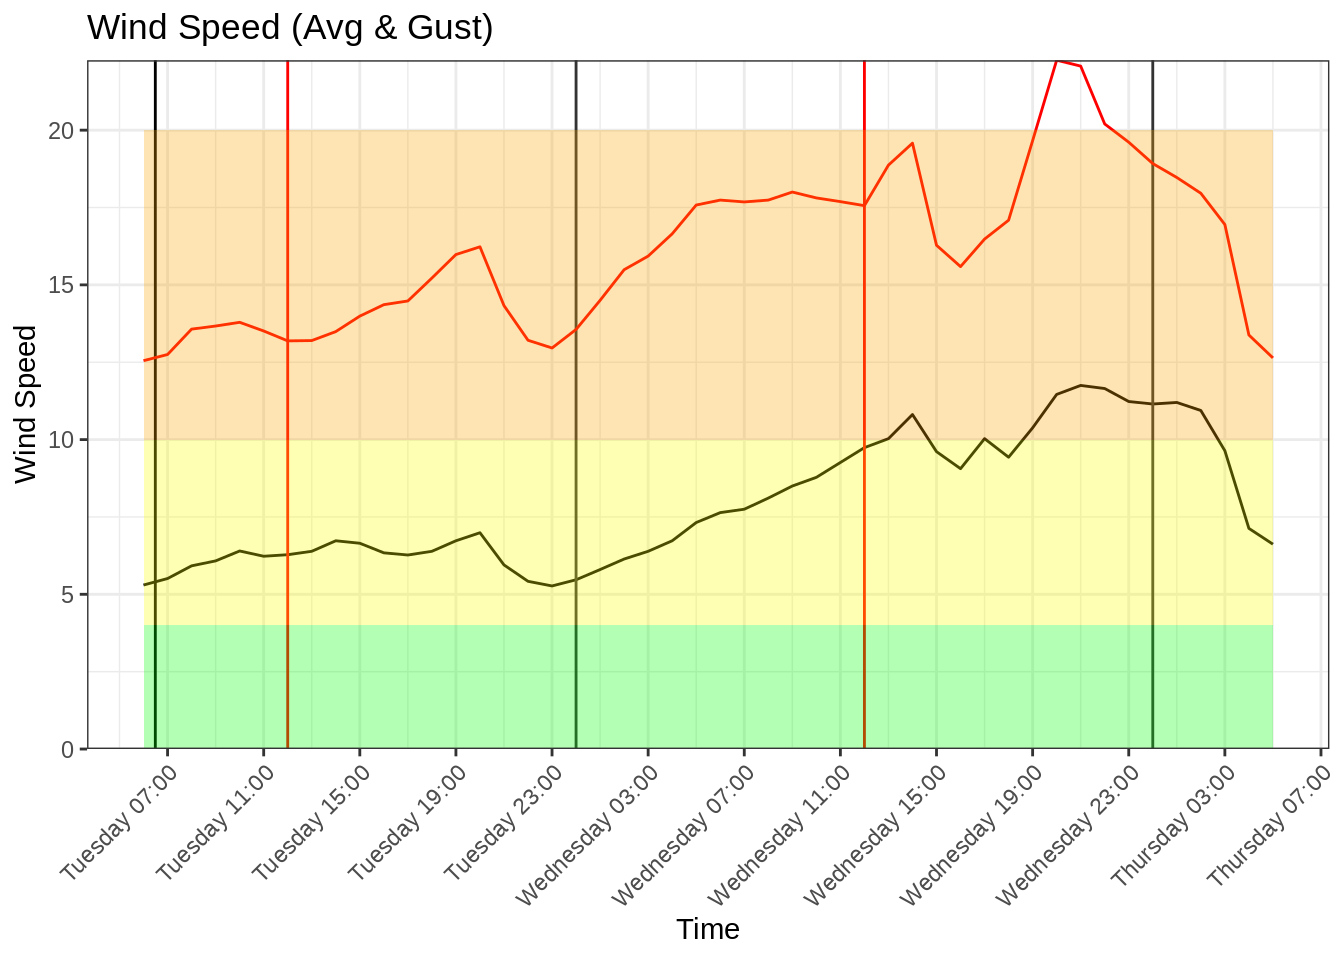 Wind Speed (Avg & Gust)
Wind Speed
20
15
10
5
0
Tuesday 07:00
Tuesday 11:00
Tuesday 15:00
Tuesday 19:00
Tuesday 23:00
Wednesday 03:00
Wednesday 07:00
Wednesday 11:00
Wednesday 15:00
Wednesday 19:00
Wednesday 23:00
Thursday 03:00
Thursday 07:00
Time